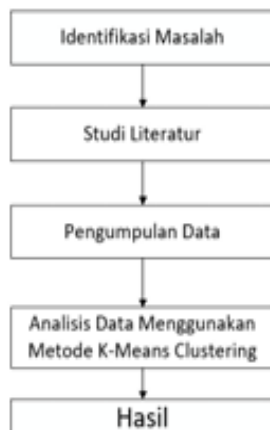 Identifikasi Masalah
Studi Literatur
Pengumpulan Data
Analisis Data Menggunakan
Metode K-Means Clustering
Hasil